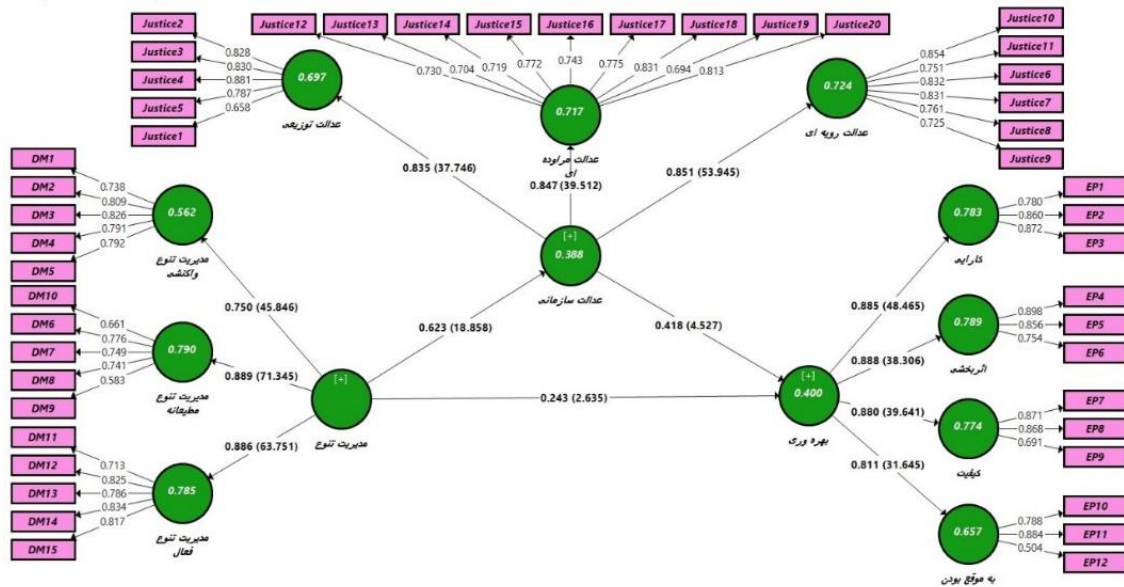 Justice2
Justice3
Justice4
Justice5
Justice1
0.828
0.830
0.881
0.787
0.658
0.697
عدالت توزیعی
Justice12
Justice13
Justice14
Justice15
Justice16
Justice17
Justice18
Justice19
Justice20
0.730
0.704
0.719
0.772
0.743
0.775
0.831
0.694
0.813
0.717
عدالت مراوده
ای
Justice10
Justice11
Justice6
Justice7
Justice8
Justice9
0.854
0.751
0.832
0.831
0.761
0.725
0.724
عدالت رویه ای
0.835 (37.746)
0.847 (39.512)
0.851 (53.945)
DM1
DM2
DM3
DM4
DM5
0.738
0.809
0.826
0.791
0.792
0.562
مدیریت تنوع
واکنشی
DM10
DM6
DM7
DM8
DM9
0.661
0.776
0.749
0.741
0.583
0.790
مدیریت تنوع
مطیعانه
DM11
DM12
DM13
DM14
DM15
0.713
0.825
0.786
0.834
0.817
0.785
مدیریت تنوع
فعال
0.750 (45.846)
0.889 (71.345)
0.886 (63.751)
[+]
مدیریت تنوع
0.623 (18.858)
[+]
0.388
عدالت سازمانی
0.418 (4.527)
0.243 (2.635)
[+]
0.400
بهره وری
0.885 (48.465)
0.888 (38.306)
0.880 (39.641)
0.811 (31.645)
0.783
کارایی
0.780
0.860
0.872
EP1
EP2
EP3
0.789
اثربخشی
0.898
0.856
0.754
EP4
EP5
EP6
0.774
کیفیت
0.871
0.868
0.691
EP7
EP8
EP9
0.657
به موقع بودن
0.788
0.884
0.504
EP10
EP11
EP12